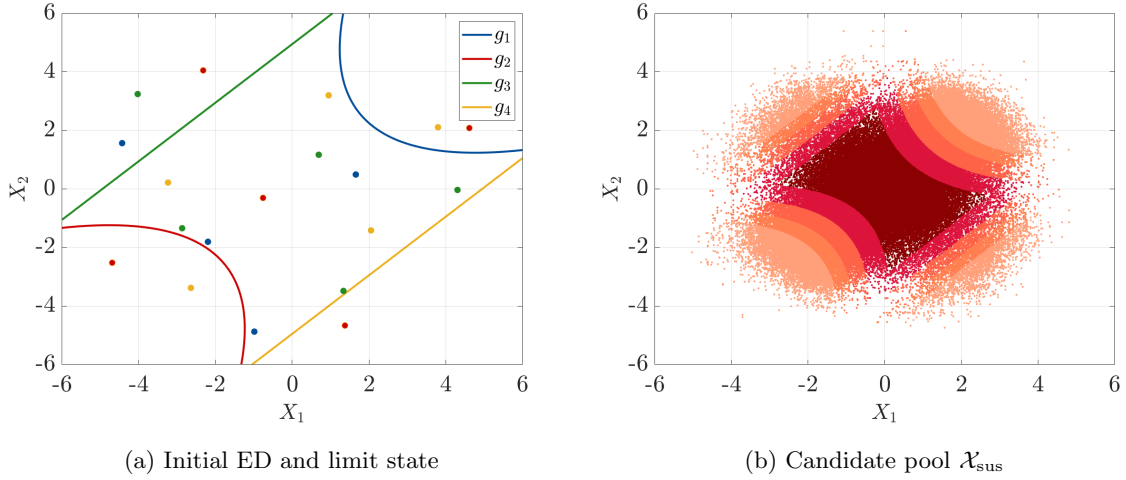 6
4
2
0
-2
-4
-6
X₂
-6 -4 -2 0 2 4 6
X₁
g₁
g₂
g₃
g₄
(a) Initial ED and limit state
6
4
2
0
-2
-4
-6
X₂
-6 -4 -2 0 2 4 6
X₁
(b) Candidate pool 𝒳sus